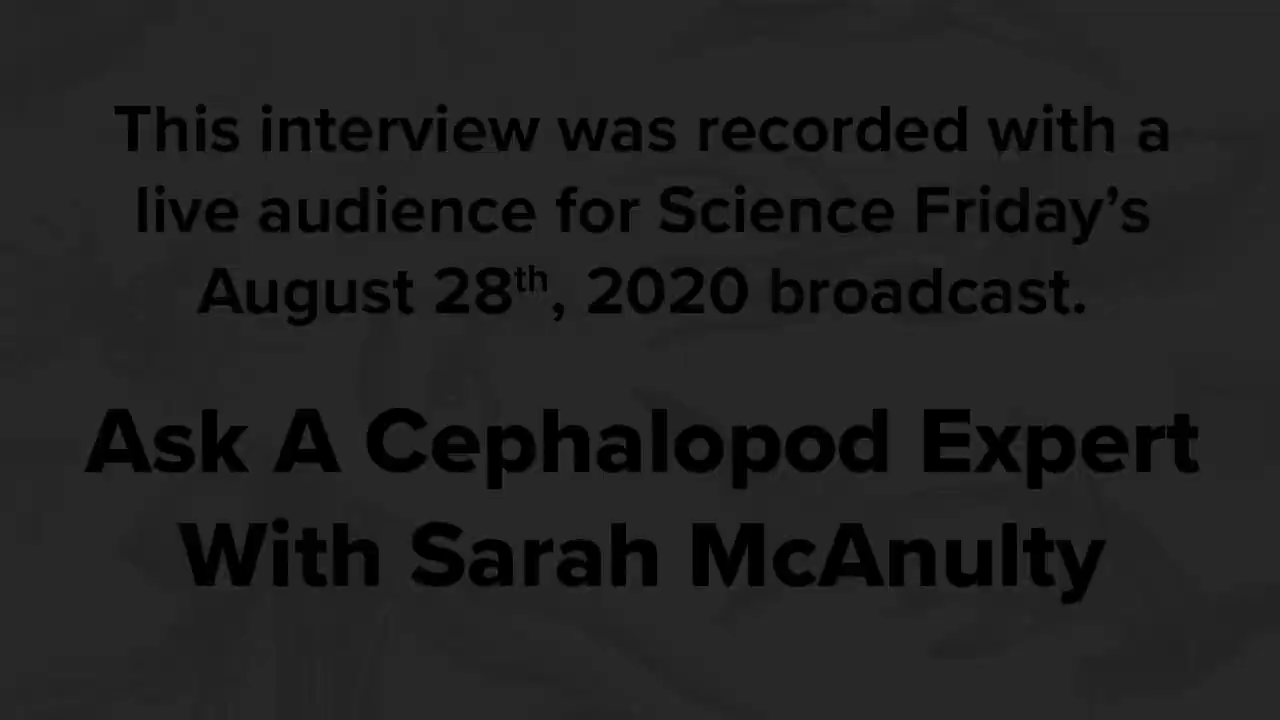 This interview was recorded with a
live audience for Science Friday’s
August 28th, 2020 broadcast.
Ask A Cephalopod Expert
With Sarah McAnulty